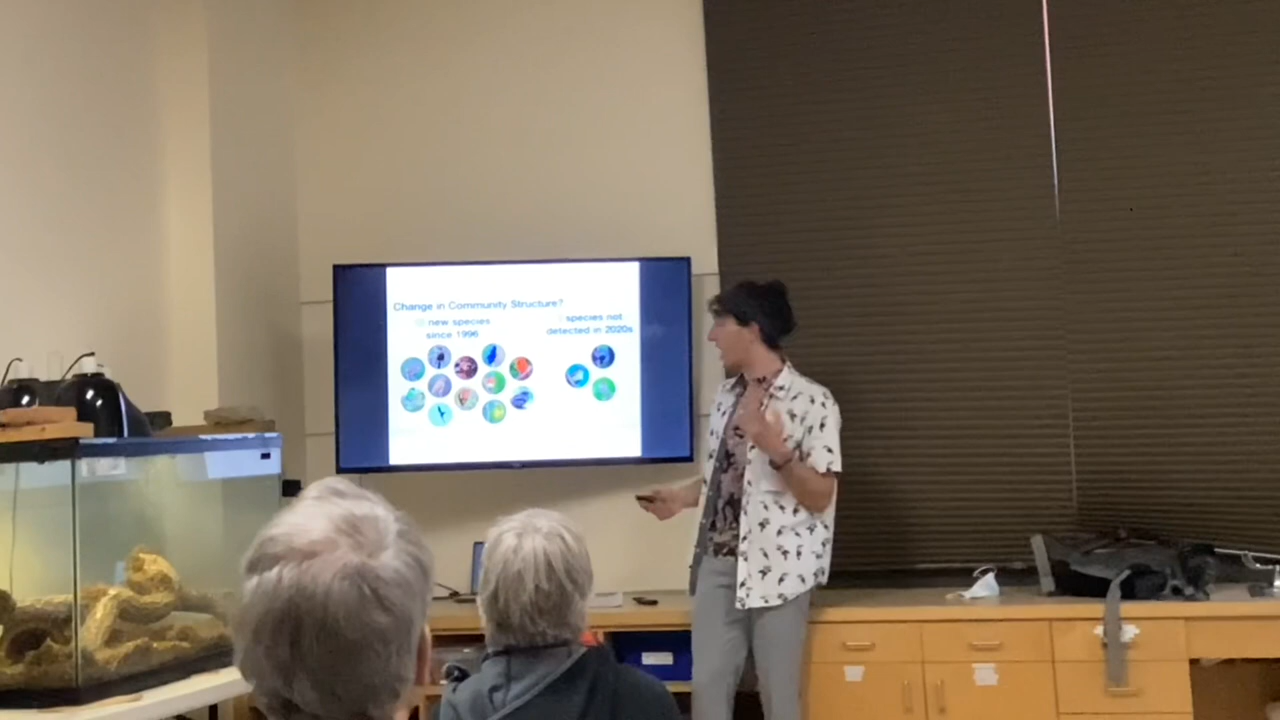 Change in Community Structure?
new species
since 1996
species not
detected in 2020s